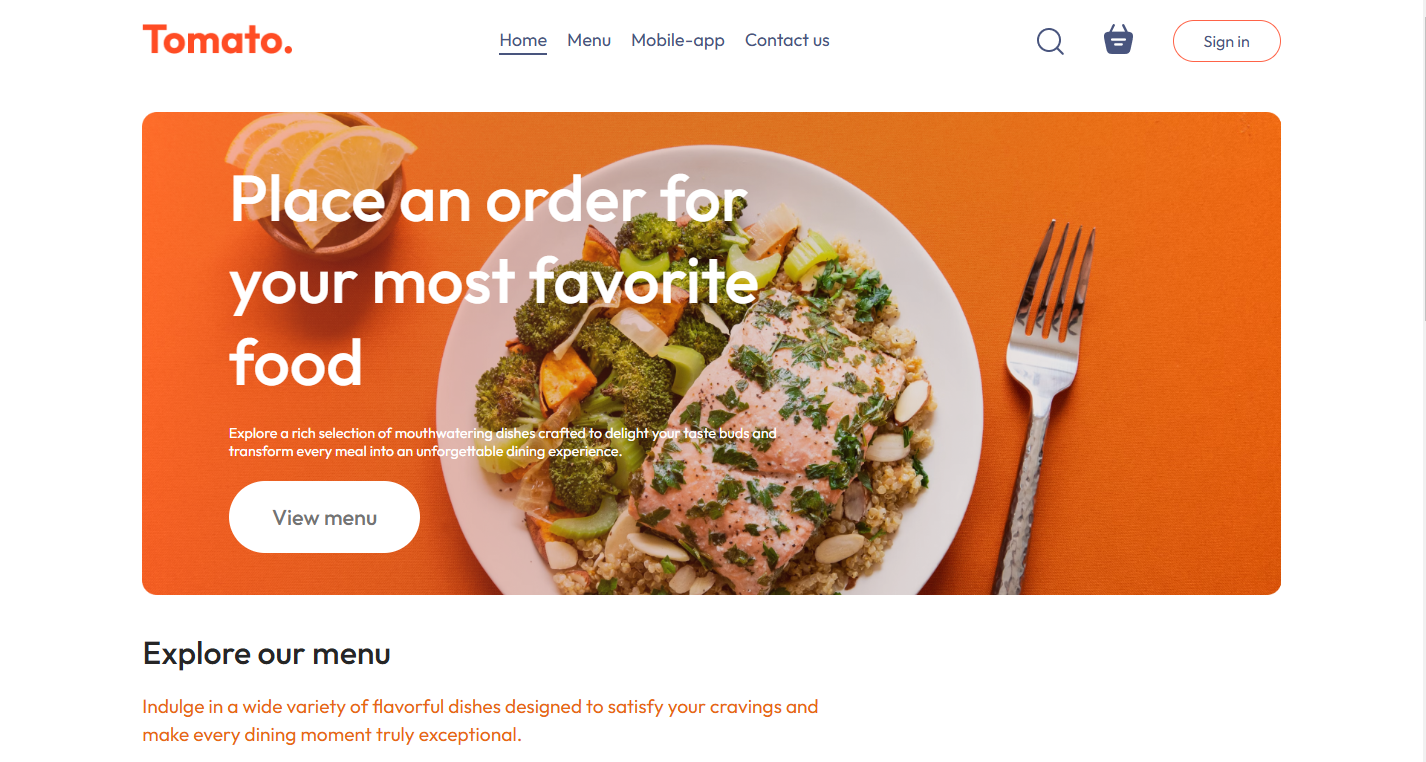 Tomato.
Home Menu Mobile-app Contact us
Sign in
Place an order for
your most favorite
food
Explore a rich selection of mouthwatering dishes crafted to delight your taste buds and
transform every meal into an unforgettable dining experience.
View menu
Explore our menu
Indulge in a wide variety of flavorful dishes designed to satisfy your cravings and
make every dining moment truly exceptional.